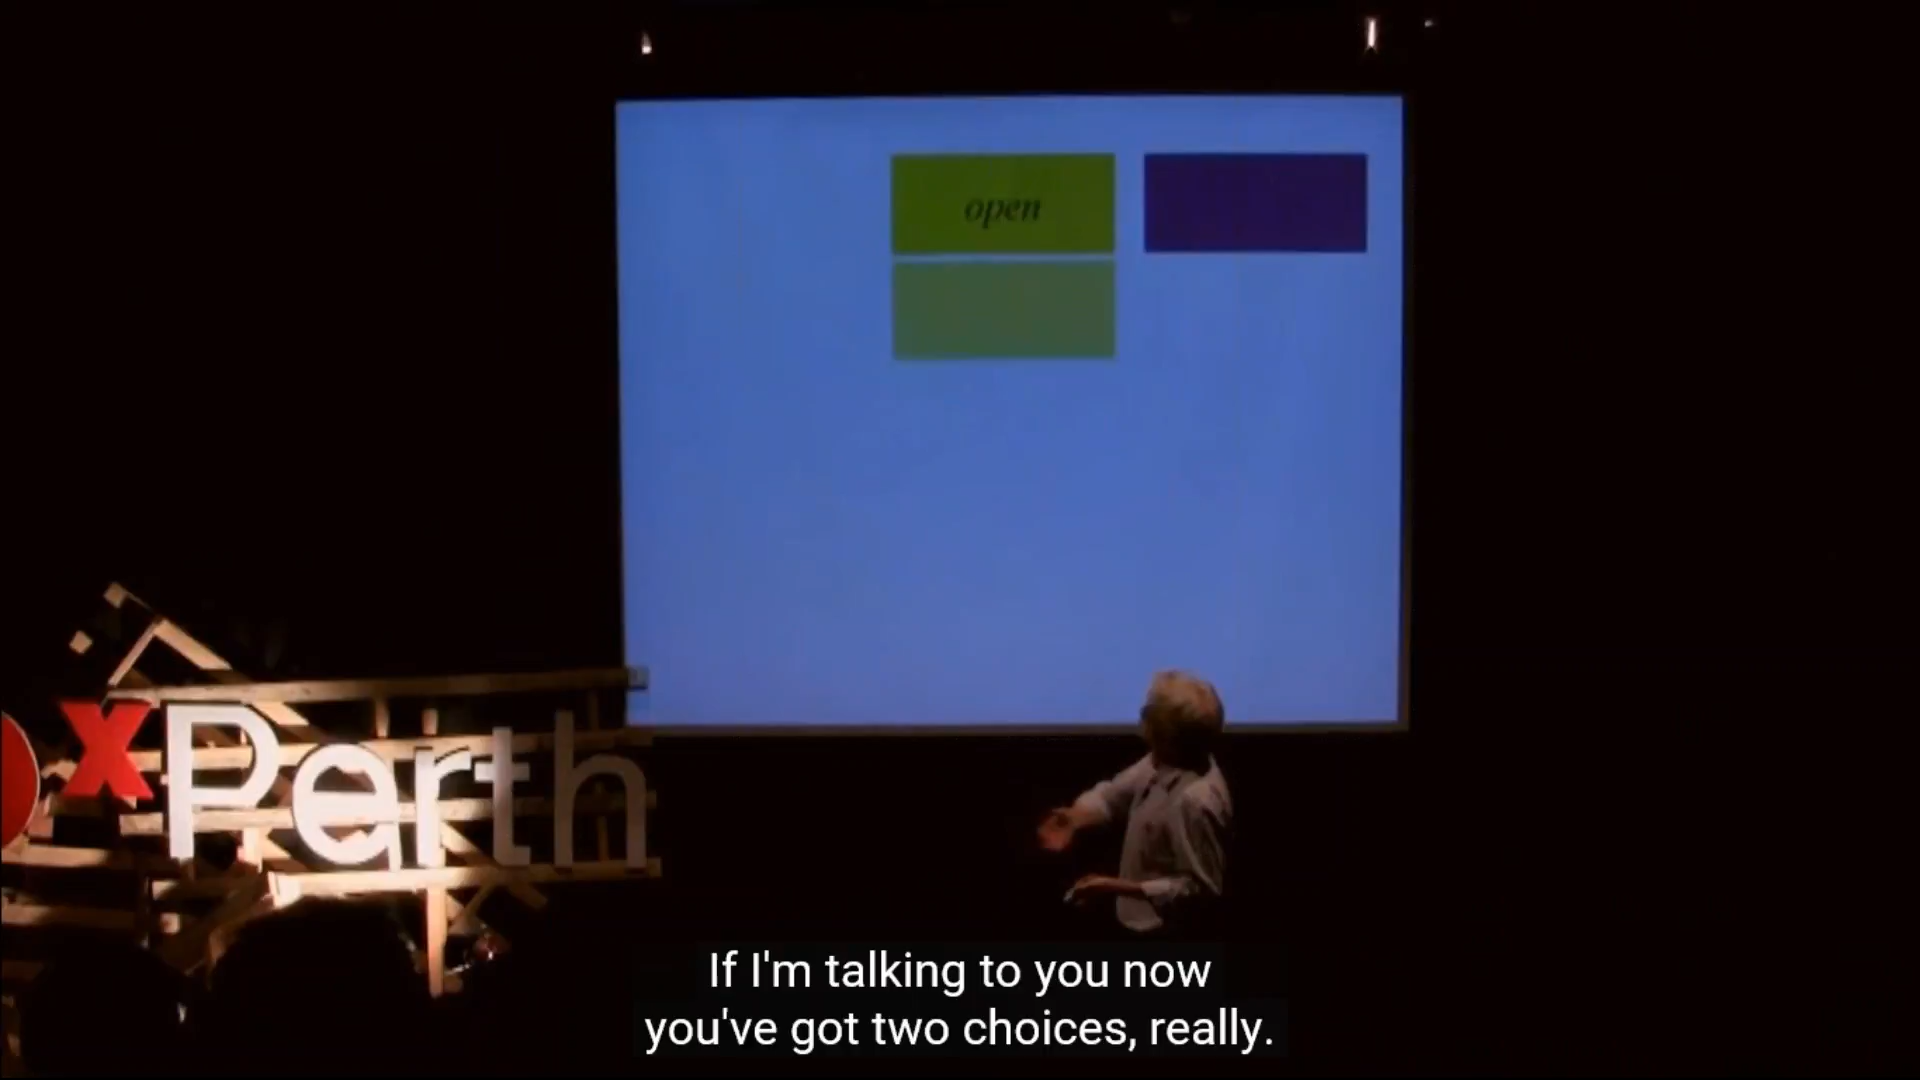 open
xPerth
If I'm talking to you now
you've got two choices, really.